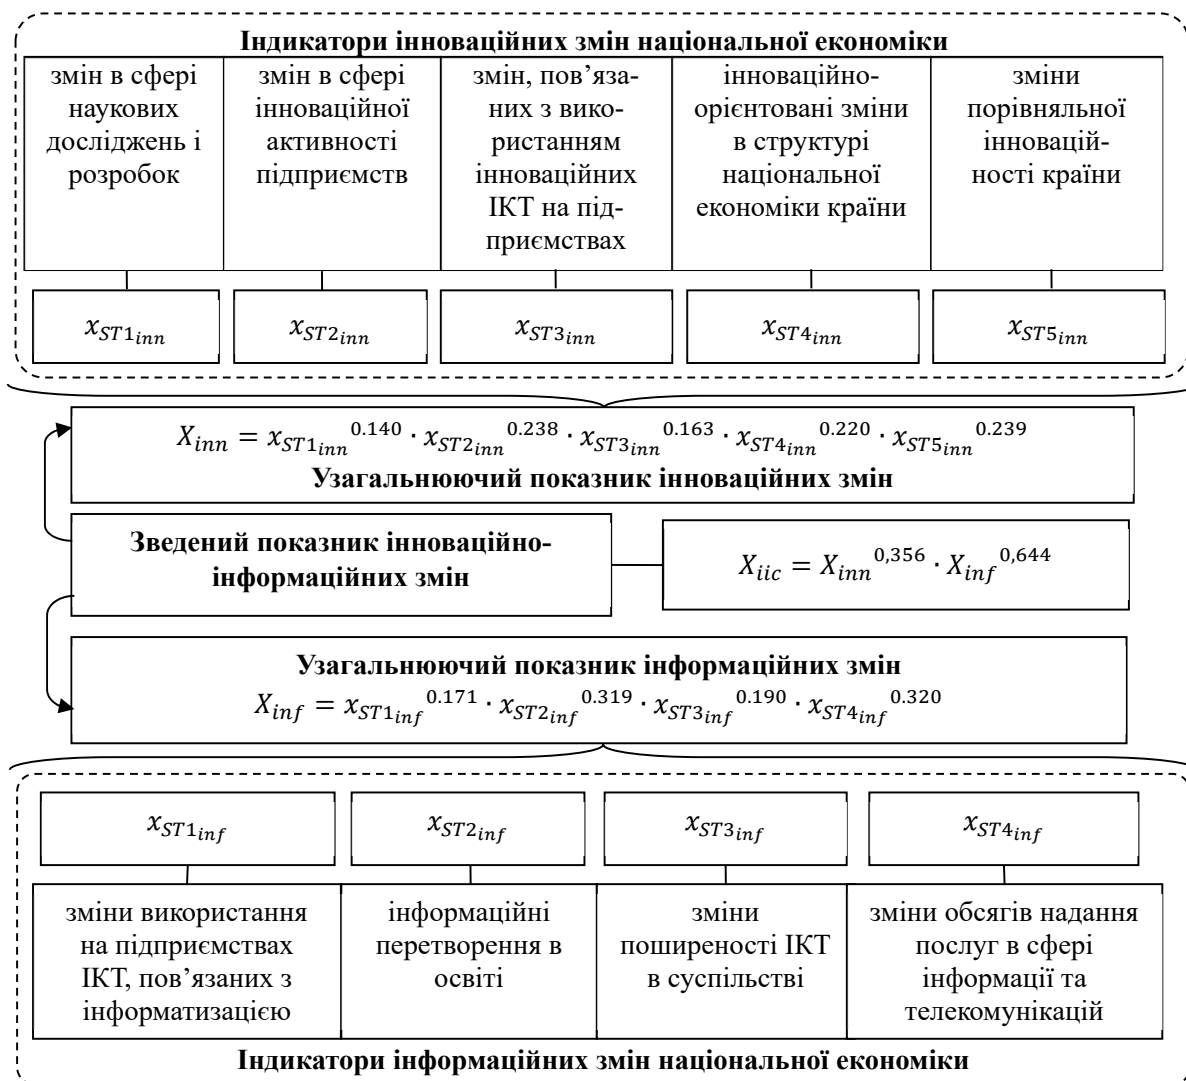 Індикатори інноваційних змін національної економіки
змін в сфері
наукових
досліджень і
розробок
змін в сфері
інноваційної
активності
підприємств
змін, пов’яза-
них з вико-
ристанням
інноваційних
ІКТ на під-
приємствах
інноваційно-
орієнтовані зміни
в структурі
національної
економіки країни
зміни
порівняльної
інновацій-
ності країни
x_{ST1_{inn}}
x_{ST2_{inn}}
x_{ST3_{inn}}
x_{ST4_{inn}}
x_{ST5_{inn}}
X_{inn} = x_{ST1_{inn}}^{0.140} · x_{ST2_{inn}}^{0.238} · x_{ST3_{inn}}^{0.163} · x_{ST4_{inn}}^{0.220} · x_{ST5_{inn}}^{0.239}
Узагальнюючий показник інноваційних змін
Зведений показник інноваційно-
інформаційних змін
X_{iic} = X_{inn}^{0,356} · X_{inf}^{0,644}
Узагальнюючий показник інформаційних змін
X_{inf} = x_{ST1_{inf}}^{0.171} · x_{ST2_{inf}}^{0.319} · x_{ST3_{inf}}^{0.190} · x_{ST4_{inf}}^{0.320}
x_{ST1_{inf}}
x_{ST2_{inf}}
x_{ST3_{inf}}
x_{ST4_{inf}}
зміни використання
на підприємствах
ІКТ, пов’язаних з
інформатизацією
інформаційні
перетворення в
освіті
зміни
поширеності ІКТ
в суспільстві
зміни обсягів надання
послуг в сфері
інформації та
телекомунікацій
Індикатори інформаційних змін національної економіки